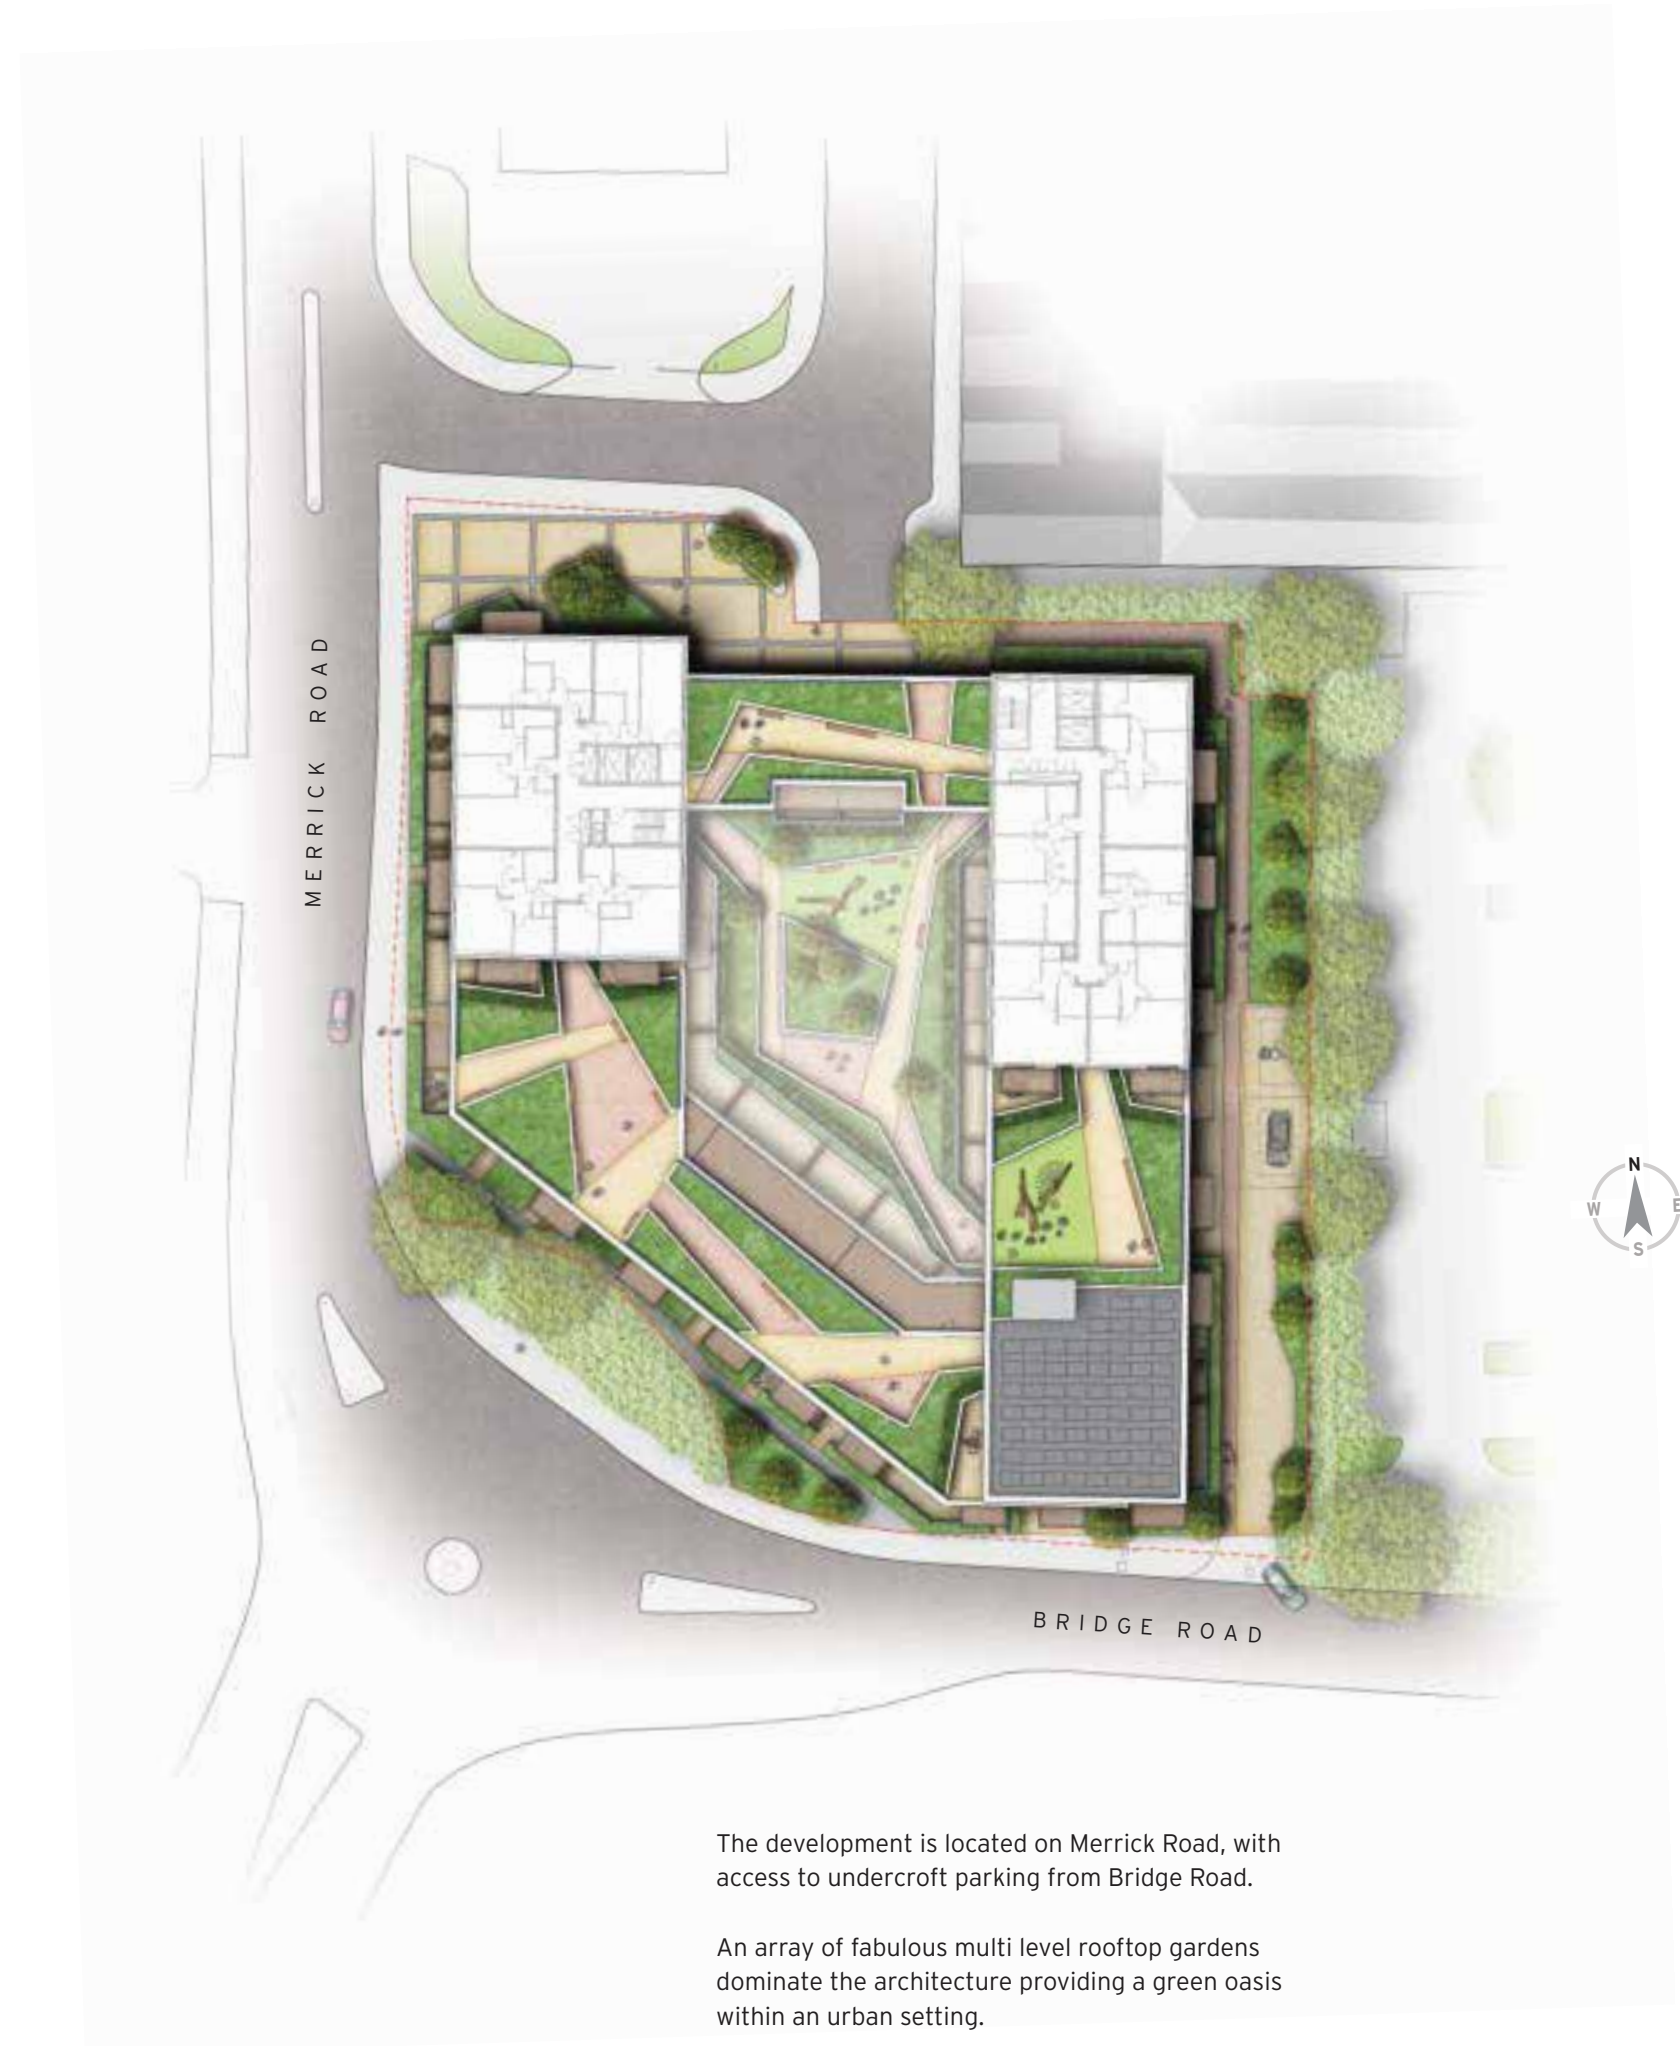 MERRICK ROAD
N
W E
S
BRIDGE ROAD
The development is located on Merrick Road, with
access to undercroft parking from Bridge Road.
An array of fabulous multi level rooftop gardens
dominate the architecture providing a green oasis
within an urban setting.